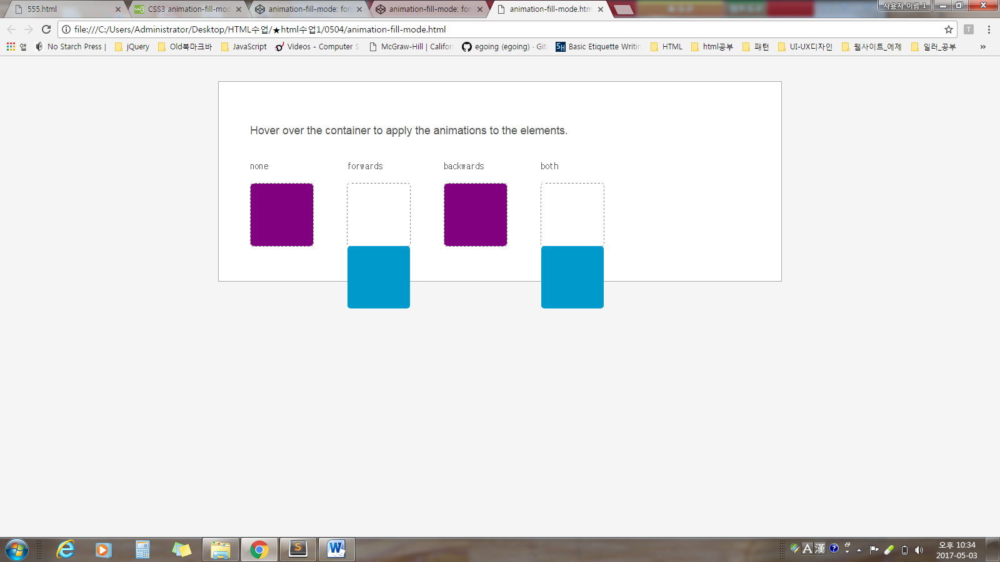 555.html
CSS3 animation-fill-mod
animation-fill-mode: for
animation-fill-mode: for
animation-fill-mode.htm
사용자 이름 1
file:///C:/Users/Administrator/Desktop/HTML수업/★html수업1/0504/animation-fill-mode.html
T
앱
No Starch Press |
jQuery
Old북마크바
JavaScript
Videos - Computer S
McGraw-Hill | Califor
egoing (egoing) · Git
SH
Basic Etiquette Writin
HTML
html공부
패턴
UI-UX디자인
웹사이트_예제
일러_공부
»
Hover over the container to apply the animations to the elements.
none
forwards
backwards
both
A 漢
오후 10:34
2017-05-03